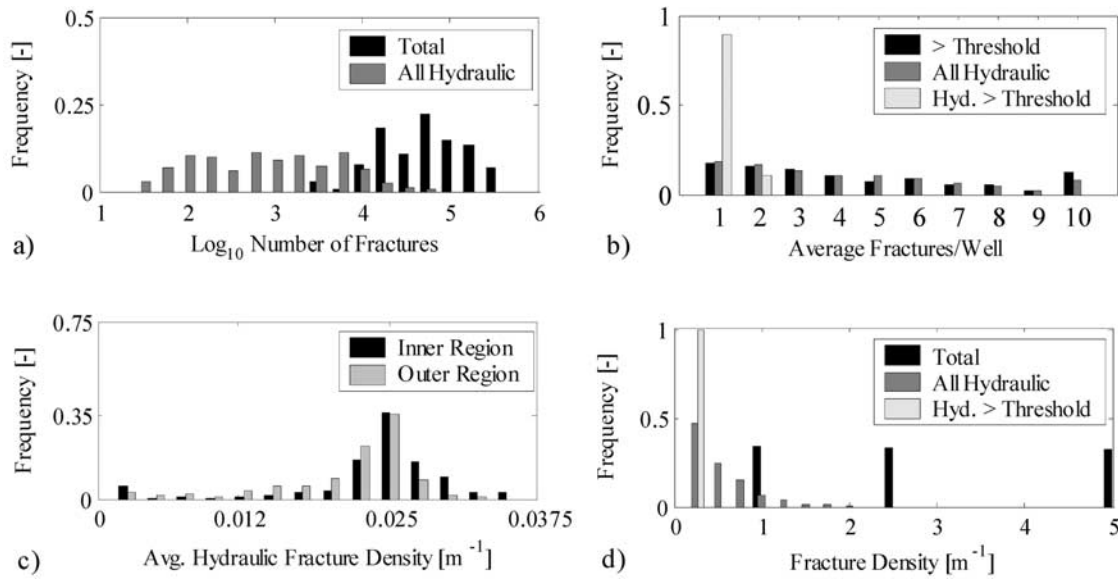 0.5
0.25
0
Frequency [-]
Total
All Hydraulic
1 2 3 4 5 6
Log10 Number of Fractures
a)
1
0.5
0
Frequency [-]
> Threshold
All Hydraulic
Hyd. > Threshold
1 2 3 4 5 6 7 8 9 10
Average Fractures/Well
b)
0.75
0.35
0
Frequency [-]
Inner Region
Outer Region
0 0.012 0.025 0.0375
Avg. Hydraulic Fracture Density [m-1]
c)
1
0.5
0
Frequency [-]
Total
All Hydraulic
Hyd. > Threshold
0 1 2 3 4 5
Fracture Density [m-1]
d)